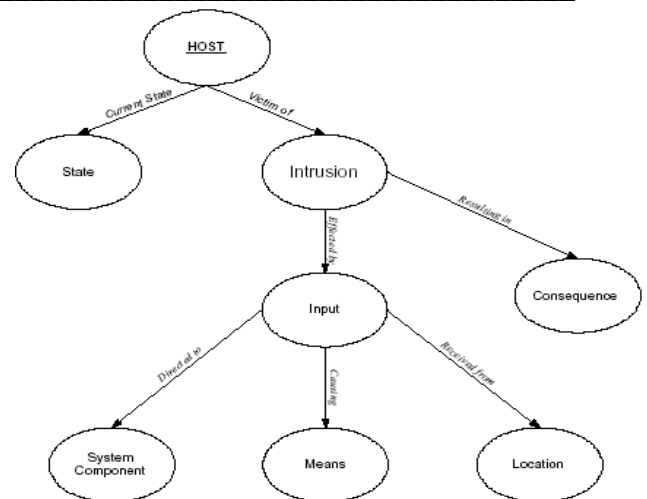 HOST
Current State
Victim of
State
Intrusion
Resulting in
Effected by
Consequence
Input
Directed to
Causing
Received from
System
Component
Means
Location